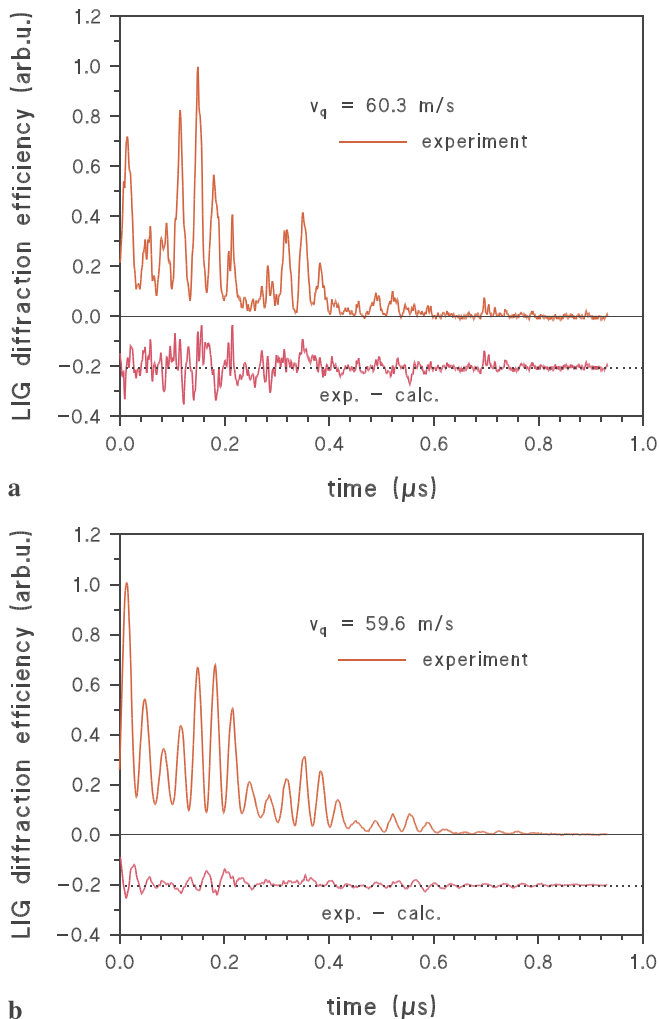 1.2
1.0
0.8
0.6
0.4
0.2
0.0
−0.2
−0.4
LIG diffraction efficiency (arb.u.)
v_q = 60.3 m/s
experiment
exp. − calc.
0.0 0.2 0.4 0.6 0.8 1.0
time (μs)
a
1.2
1.0
0.8
0.6
0.4
0.2
0.0
−0.2
−0.4
LIG diffraction efficiency (arb.u.)
v_q = 59.6 m/s
experiment
exp. − calc.
0.0 0.2 0.4 0.6 0.8 1.0
time (μs)
b